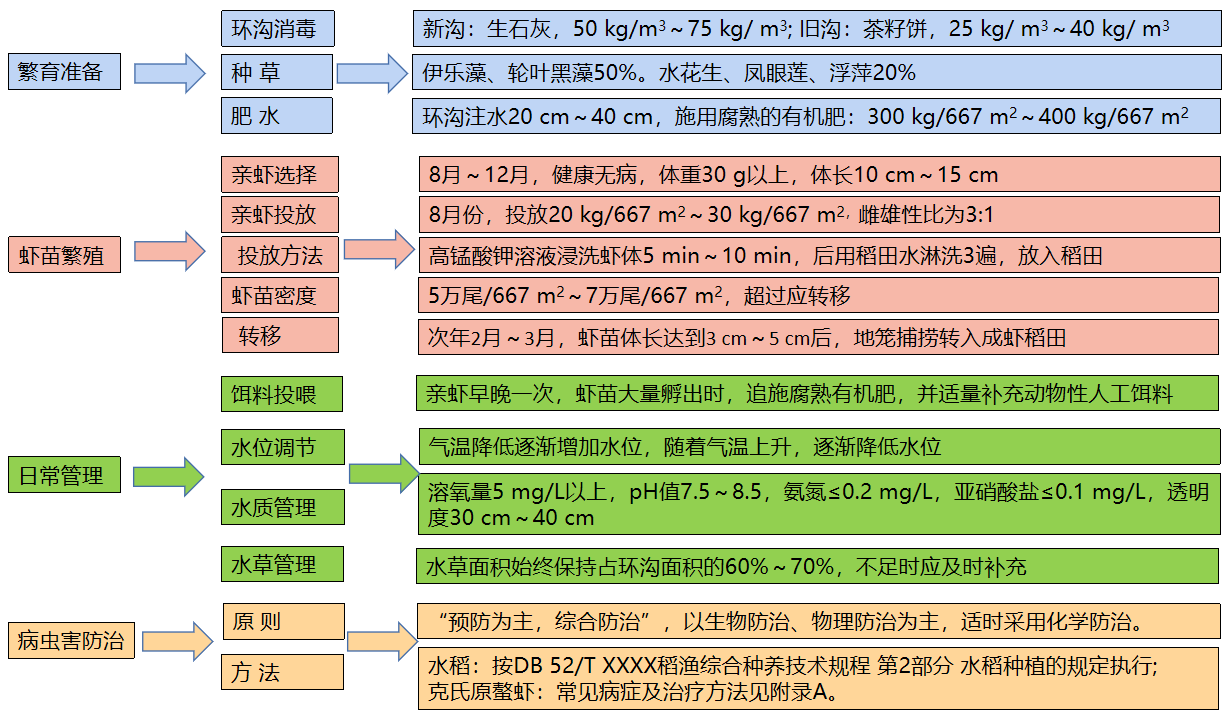 繁育准备
环沟消毒
新沟：生石灰，50 kg/m³～75 kg/ m³; 旧沟：茶籽饼，25 kg/ m³～40 kg/ m³
种 草
伊乐藻、轮叶黑藻50%。水花生、凤眼莲、浮萍20%
肥 水
环沟注水20 cm～40 cm，施用腐熟的有机肥：300 kg/667 m²～400 kg/667 m²
虾苗繁殖
亲虾选择
8月～12月，健康无病，体重30 g以上，体长10 cm～15 cm
亲虾投放
8月份，投放20 kg/667 m²～30 kg/667 m²，雌雄性比为3:1
投放方法
高锰酸钾溶液浸洗虾体5 min～10 min，后用稻田水淋洗3遍，放入稻田
虾苗密度
5万尾/667 m²～7万尾/667 m²，超过应转移
转移
次年2月～3月，虾苗体长达到3 cm～5 cm后，地笼捕捞转入成虾稻田
日常管理
饵料投喂
亲虾早晚一次，虾苗大量孵出时，追施腐熟有机肥，并适量补充动物性人工饵料
水位调节
气温降低逐渐增加水位，随着气温上升，逐渐降低水位
水质管理
溶氧量5 mg/L以上，pH值7.5～8.5，氨氮≤0.2 mg/L，亚硝酸盐≤0.1 mg/L，透明
度30 cm～40 cm
水草管理
水草面积始终保持占环沟面积的60%～70%，不足时应及时补充
病虫害防治
原 则
“预防为主，综合防治”，以生物防治、物理防治为主，适时采用化学防治。
方 法
水稻：按DB 52/T XXXX稻渔综合种养技术规程 第2部分 水稻种植的规定执行;
克氏原螯虾：常见病症及治疗方法见附录A。